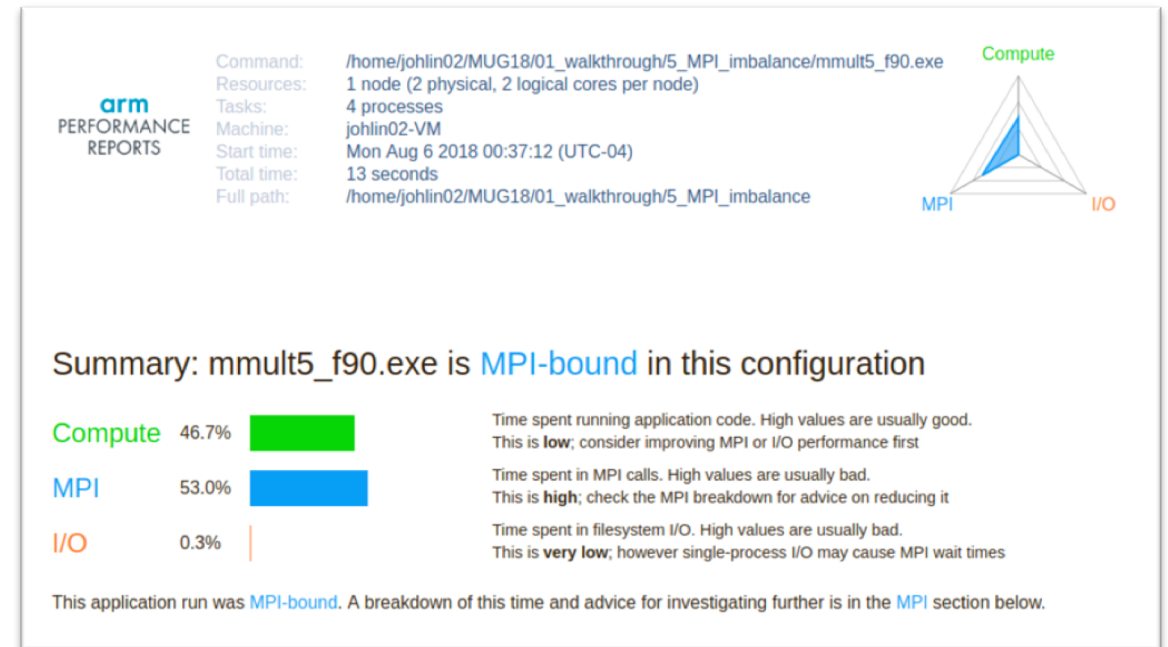 arm
PERFORMANCE
REPORTS
Command: /home/johlin02/MUG18/01_walkthrough/5_MPI_imbalance/mmult5_f90.exe
Resources: 1 node (2 physical, 2 logical cores per node)
Tasks: 4 processes
Machine: johlin02-VM
Start time: Mon Aug 6 2018 00:37:12 (UTC-04)
Total time: 13 seconds
Full path: /home/johlin02/MUG18/01_walkthrough/5_MPI_imbalance
Compute
MPI
I/O
Summary: mmult5_f90.exe is MPI-bound in this configuration
Compute 46.7%
Time spent running application code. High values are usually good.
This is low; consider improving MPI or I/O performance first
MPI 53.0%
Time spent in MPI calls. High values are usually bad.
This is high; check the MPI breakdown for advice on reducing it
I/O 0.3%
Time spent in filesystem I/O. High values are usually bad.
This is very low; however single-process I/O may cause MPI wait times
This application run was MPI-bound. A breakdown of this time and advice for investigating further is in the MPI section below.